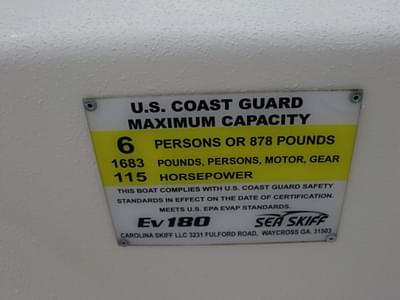 U.S. COAST GUARD
MAXIMUM CAPACITY
6 PERSONS OR 878 POUNDS
1683 POUNDS, PERSONS, MOTOR, GEAR
115 HORSEPOWER
THIS BOAT COMPLIES WITH U.S. COAST GUARD SAFETY
STANDARDS IN EFFECT ON THE DATE OF CERTIFICATION.
MEETS U.S. EPA EVAP STANDARDS.
Ev180 SEA SKIFF
CAROLINA SKIFF LLC 3231 FULFORD ROAD, WAYCROSS GA. 31503